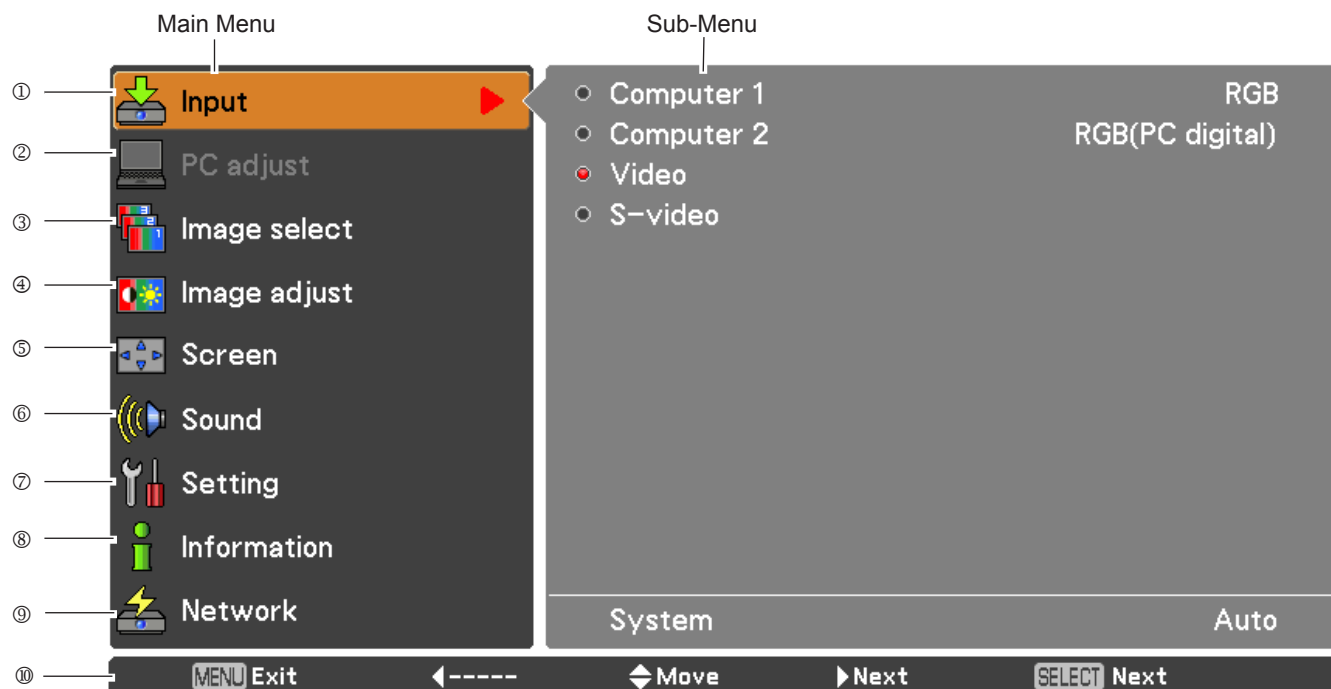 Main Menu
Sub-Menu
① Input
② PC adjust
③ Image select
④ Image adjust
⑤ Screen
⑥ Sound
⑦ Setting
⑧ Information
⑨ Network
Computer 1 RGB
Computer 2 RGB(PC digital)
Video
S-video
System Auto
⑩ MENU Exit ----- Move Next SELECT Next